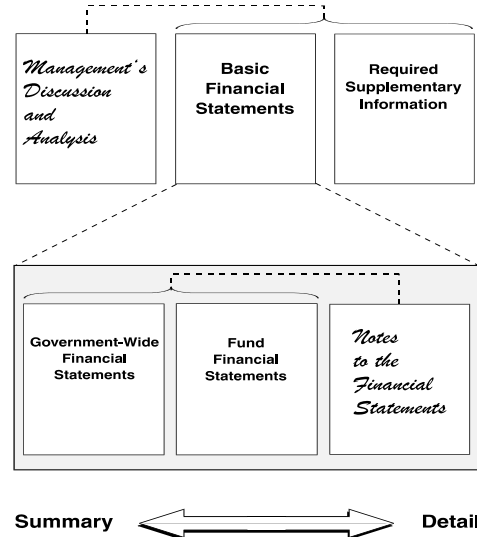 Management's
Discussion
and
Analysis
Basic
Financial
Statements
Required
Supplementary
Information
Government-Wide
Financial
Statements
Fund
Financial
Statements
Notes
to the
Financial
Statements
Summary
Detail